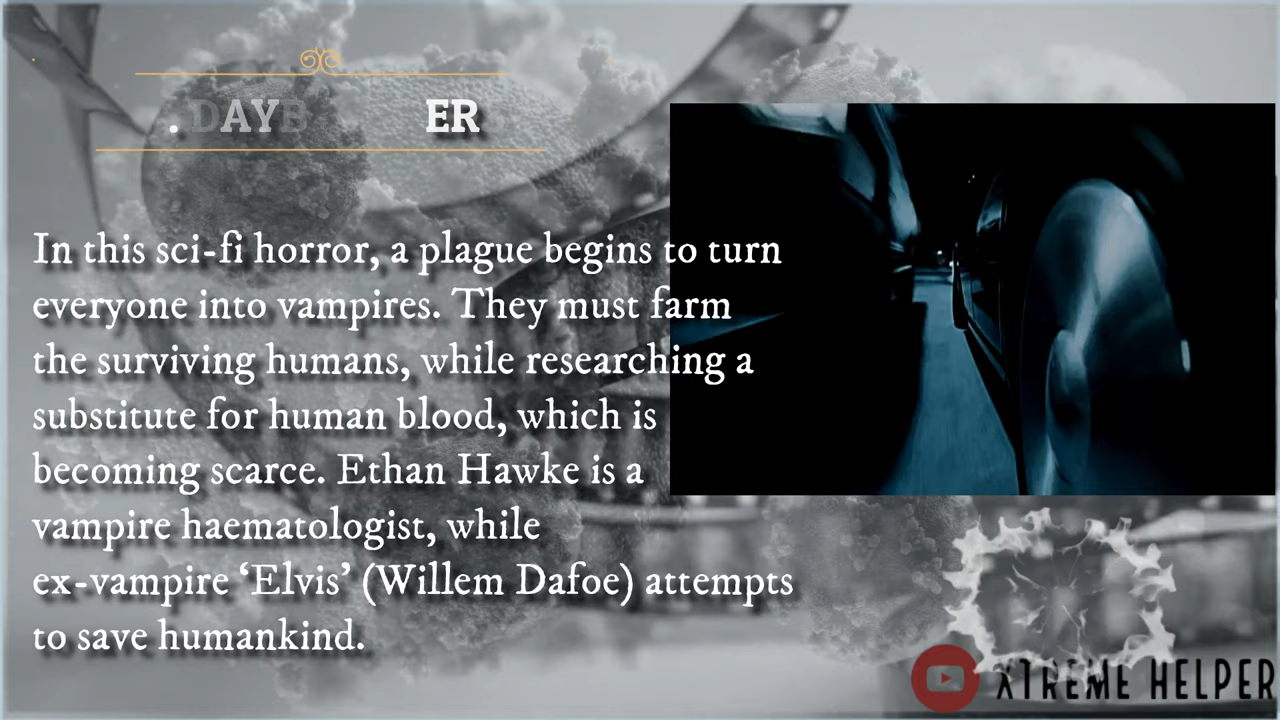 . DAYB ER
In this sci-fi horror, a plague begins to turn
everyone into vampires. They must farm
the surviving humans, while researching a
substitute for human blood, which is
becoming scarce. Ethan Hawke is a
vampire haematologist, while
ex-vampire ‘Elvis’ (Willem Dafoe) attempts
to save humankind.
XTREME HELPER